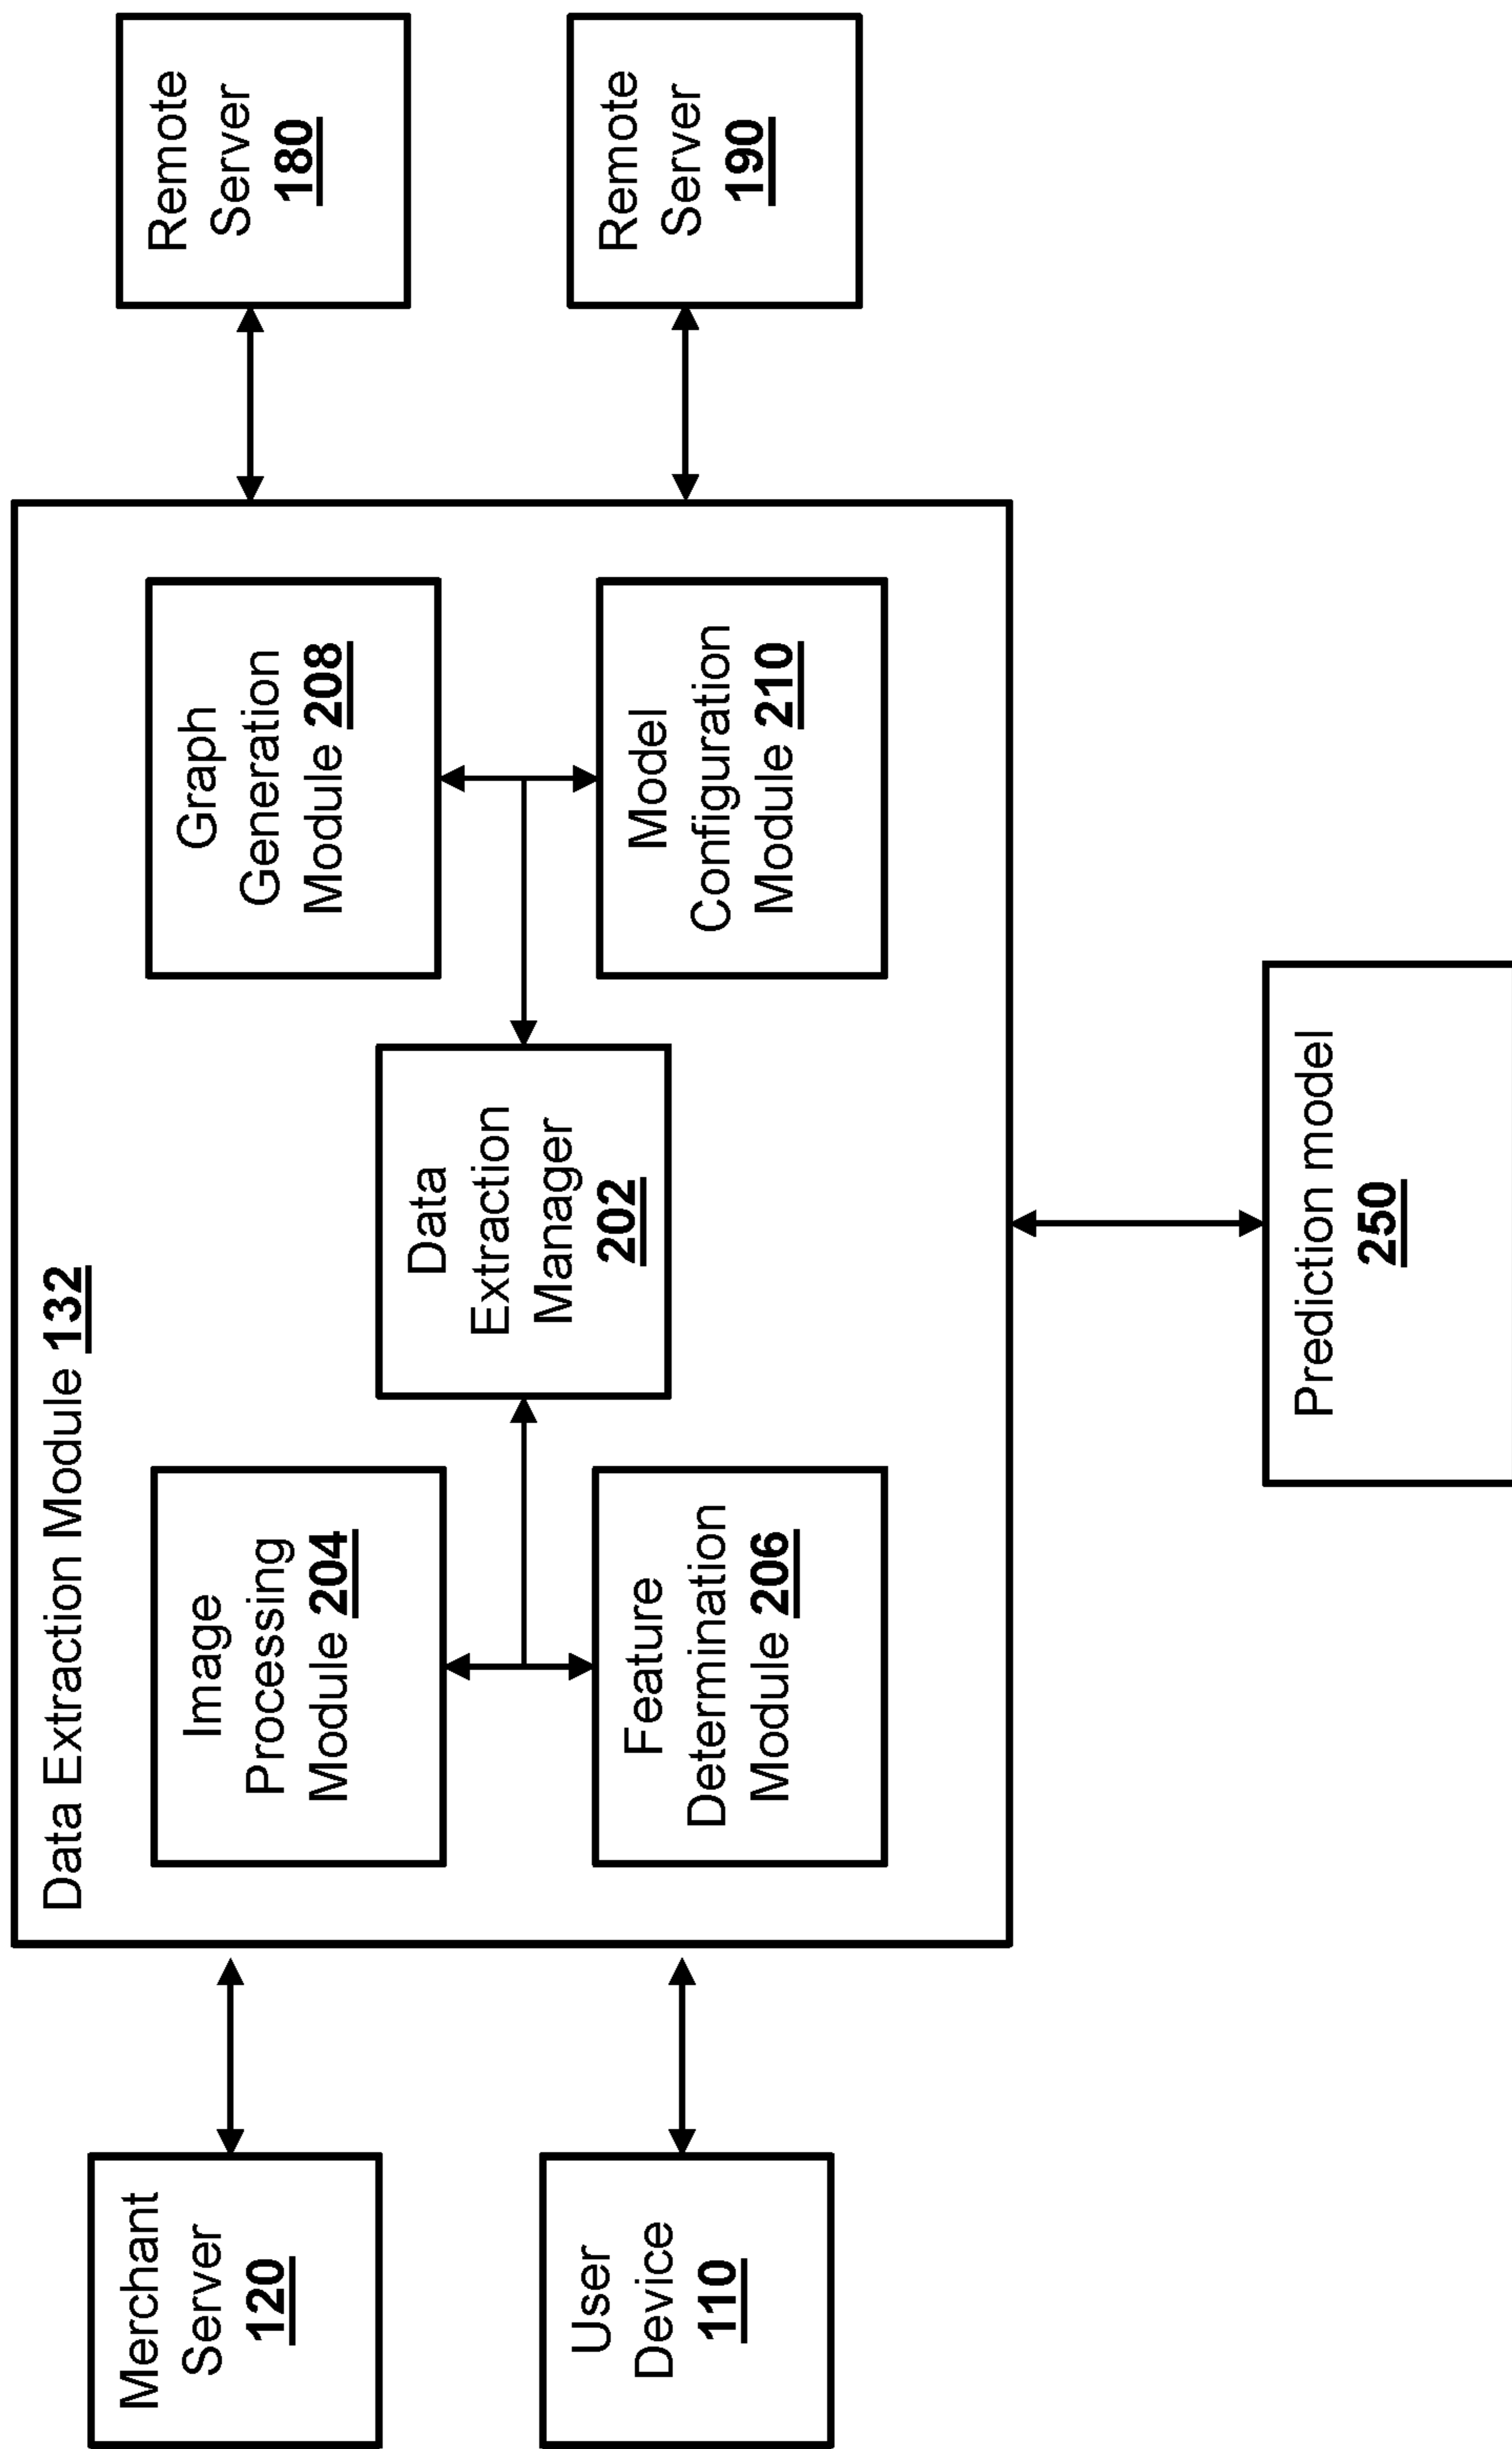 Data Extraction Module 132
Merchant
Server
120
User
Device
110
Image
Processing
Module 204
Feature
Determination
Module 206
Data
Extraction
Manager
202
Graph
Generation
Module 208
Model
Configuration
Module 210
Remote
Server
180
Remote
Server
190
Prediction model
250